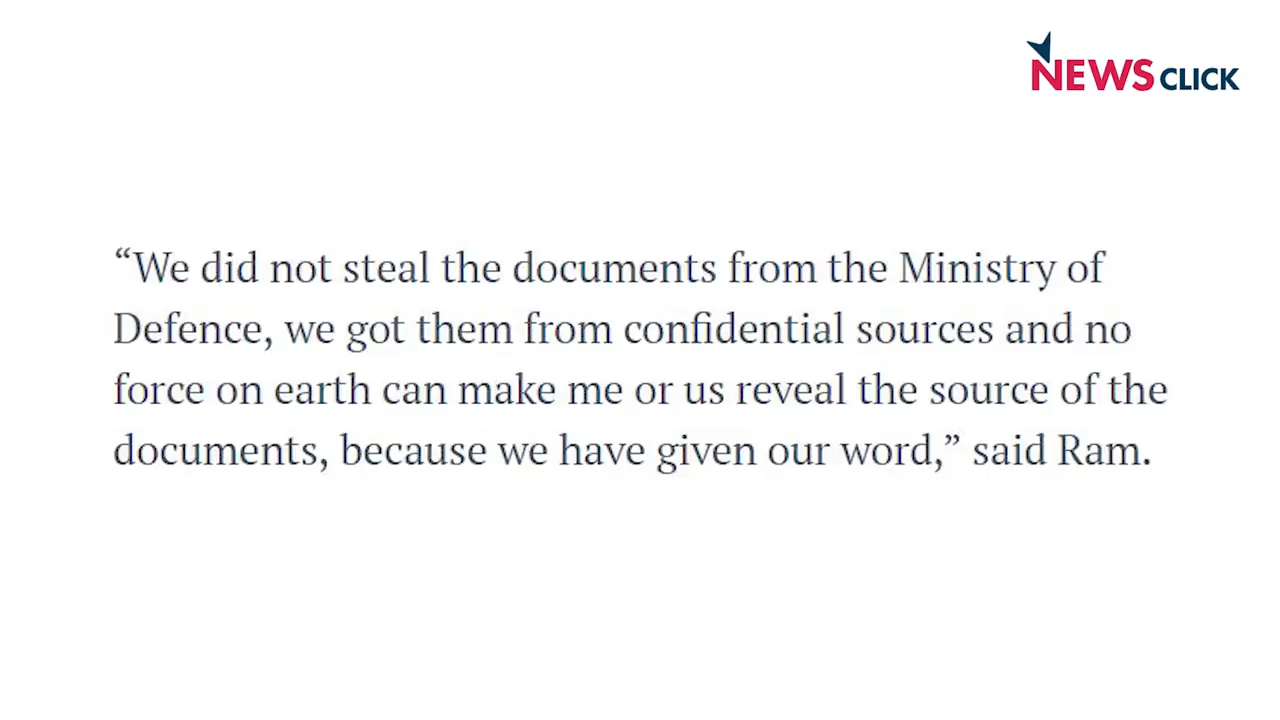 NEWS CLICK
“We did not steal the documents from the Ministry of
Defence, we got them from confidential sources and no
force on earth can make me or us reveal the source of the
documents, because we have given our word,” said Ram.